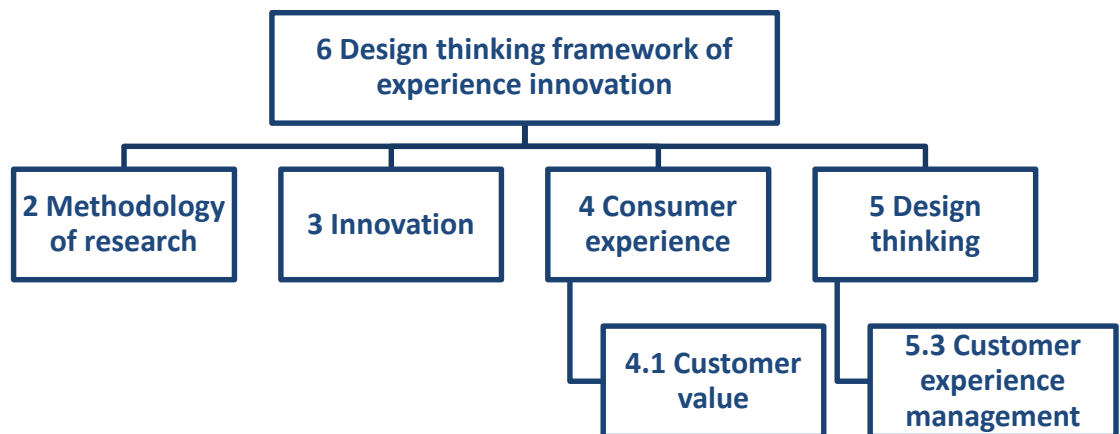 6 Design thinking framework of
experience innovation
2 Methodology
of research
3 Innovation
4 Consumer
experience
5 Design
thinking
4.1 Customer
value
5.3 Customer
experience
management